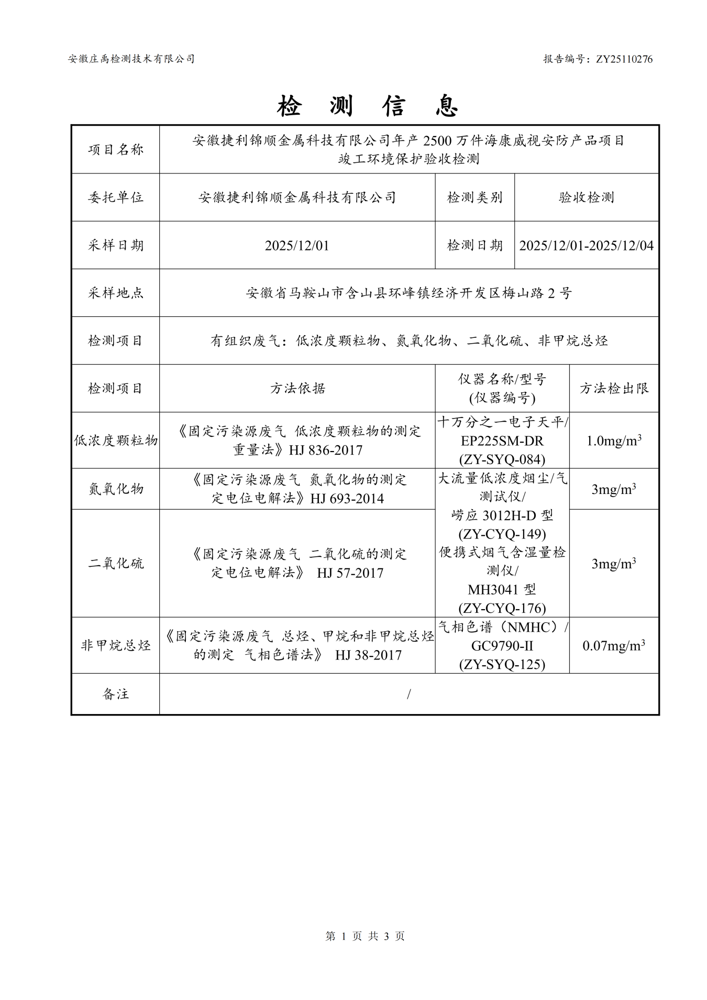 安徽庄禹检测技术有限公司
报告编号：ZY25110276
检 测 信 息
项目名称
安徽捷利锦顺金属科技有限公司年产 2500 万件海康威视安防产品项目
竣工环境保护验收检测
委托单位
安徽捷利锦顺金属科技有限公司
检测类别
验收检测
采样日期
2025/12/01
检测日期
2025/12/01-2025/12/04
采样地点
安徽省马鞍山市含山县环峰镇经济开发区梅山路 2 号
检测项目
有组织废气：低浓度颗粒物、氮氧化物、二氧化硫、非甲烷总烃
检测项目
方法依据
仪器名称/型号
(仪器编号)
方法检出限
低浓度颗粒物
《固定污染源废气 低浓度颗粒物的测定
重量法》HJ 836-2017
十万分之一电子天平/
EP225SM-DR
(ZY-SYQ-084)
1.0mg/m³
氮氧化物
《固定污染源废气 氮氧化物的测定
定电位电解法》HJ 693-2014
大流量低浓度烟尘/气
测试仪/
崂应 3012H-D 型
(ZY-CYQ-149)
便携式烟气含湿量检
测仪/
MH3041 型
(ZY-CYQ-176)
3mg/m³
二氧化硫
《固定污染源废气 二氧化硫的测定
定电位电解法》 HJ 57-2017
3mg/m³
非甲烷总烃
《固定污染源废气 总烃、甲烷和非甲烷总烃
的测定 气相色谱法》 HJ 38-2017
气相色谱（NMHC）/
GC9790-II
(ZY-SYQ-125)
0.07mg/m³
备注
/
第 1 页 共 3 页